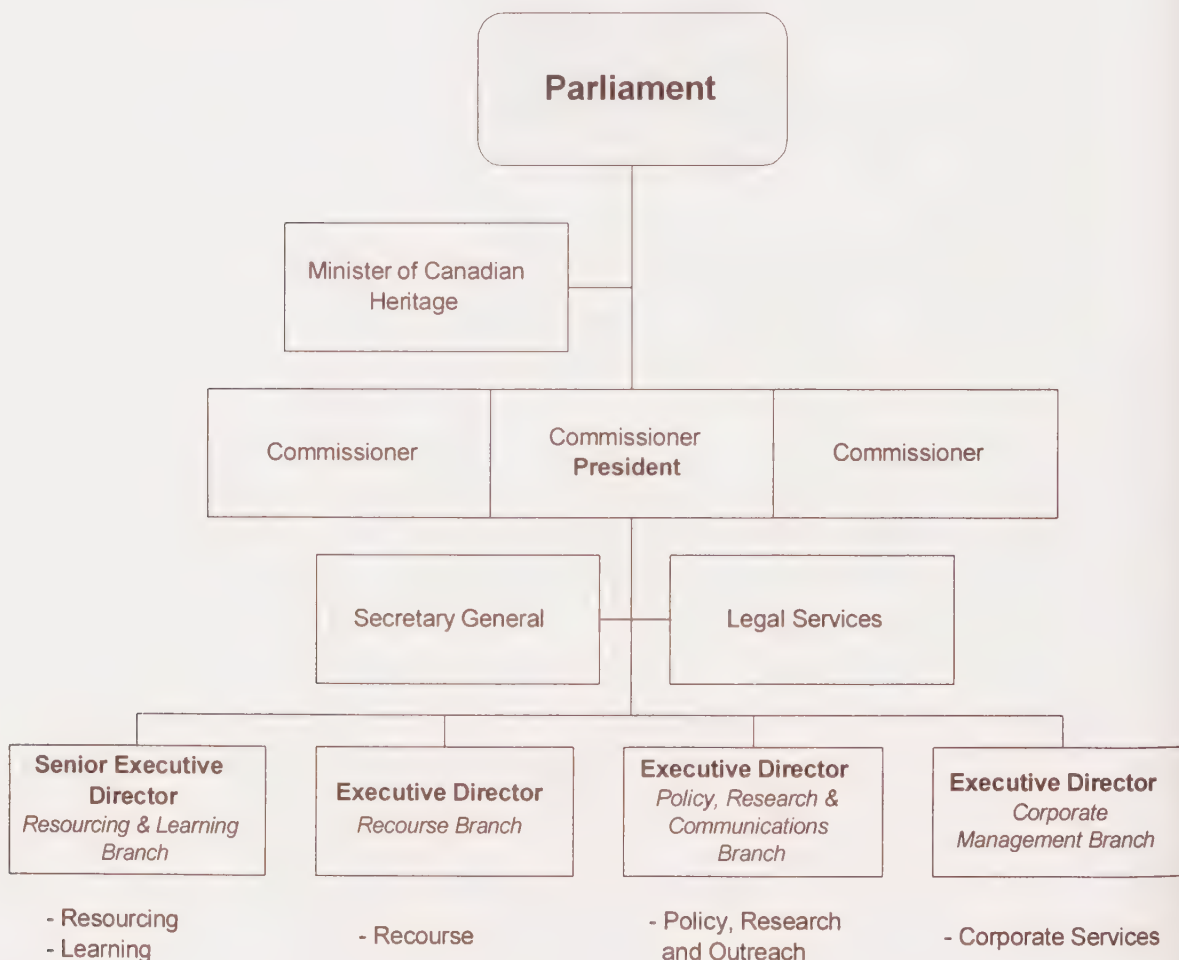 Parliament
Minister of Canadian
Heritage
Commissioner
Commissioner
President
Commissioner
Secretary General
Legal Services
Senior Executive
Director
Resourcing & Learning
Branch
Executive Director
Recourse Branch
Executive Director
Policy, Research &
Communications
Branch
Executive Director
Corporate
Management Branch
- Resourcing
- Learning
- Recourse
- Policy, Research
and Outreach
- Corporate Services